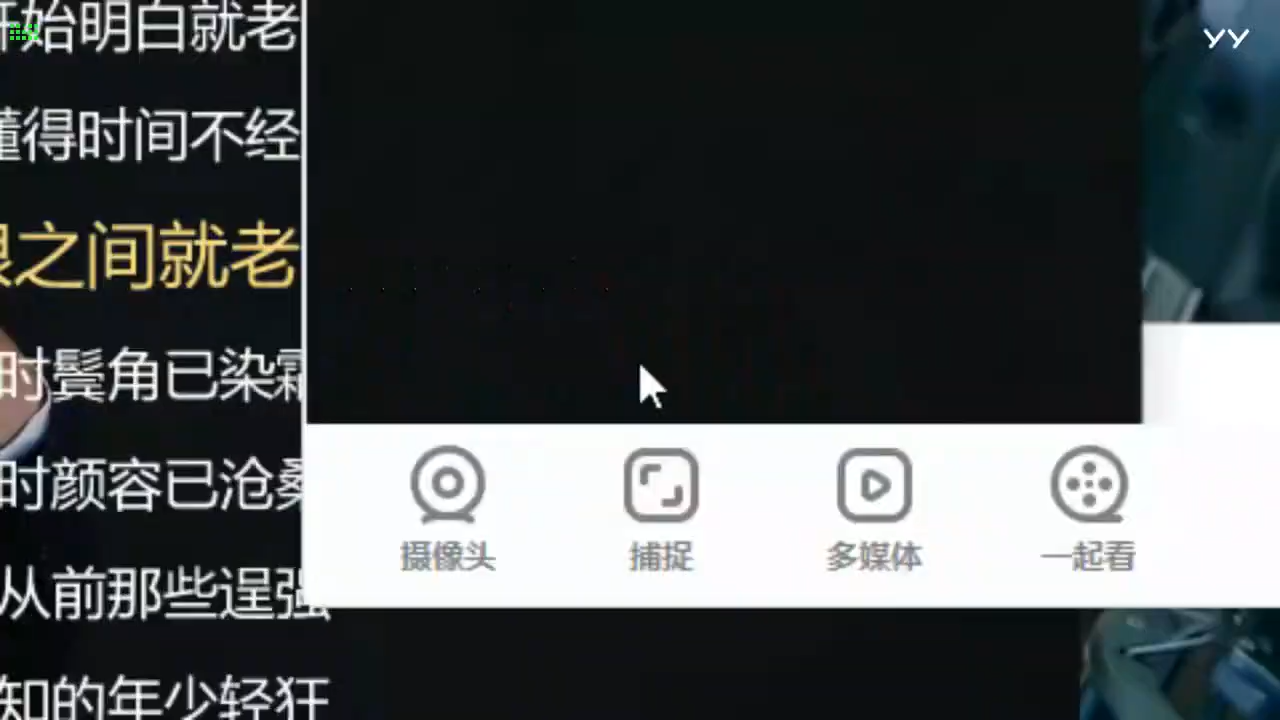 开始明白就老
YY
懂得时间不经
眼之间就老
时鬓角已染霜
时颜容已沧桑
从前那些逞强
知的年少轻狂
摄像头
捕捉
多媒体
一起看